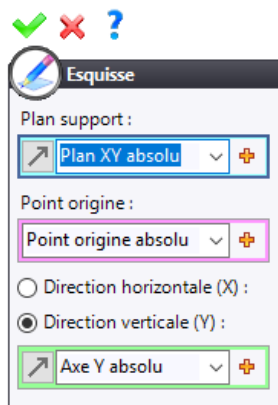 ?
Esquisse
Plan support :
Plan XY absolu
Point origine :
Point origine absolu
Direction horizontale (X) :
Direction verticale (Y) :
Axe Y absolu